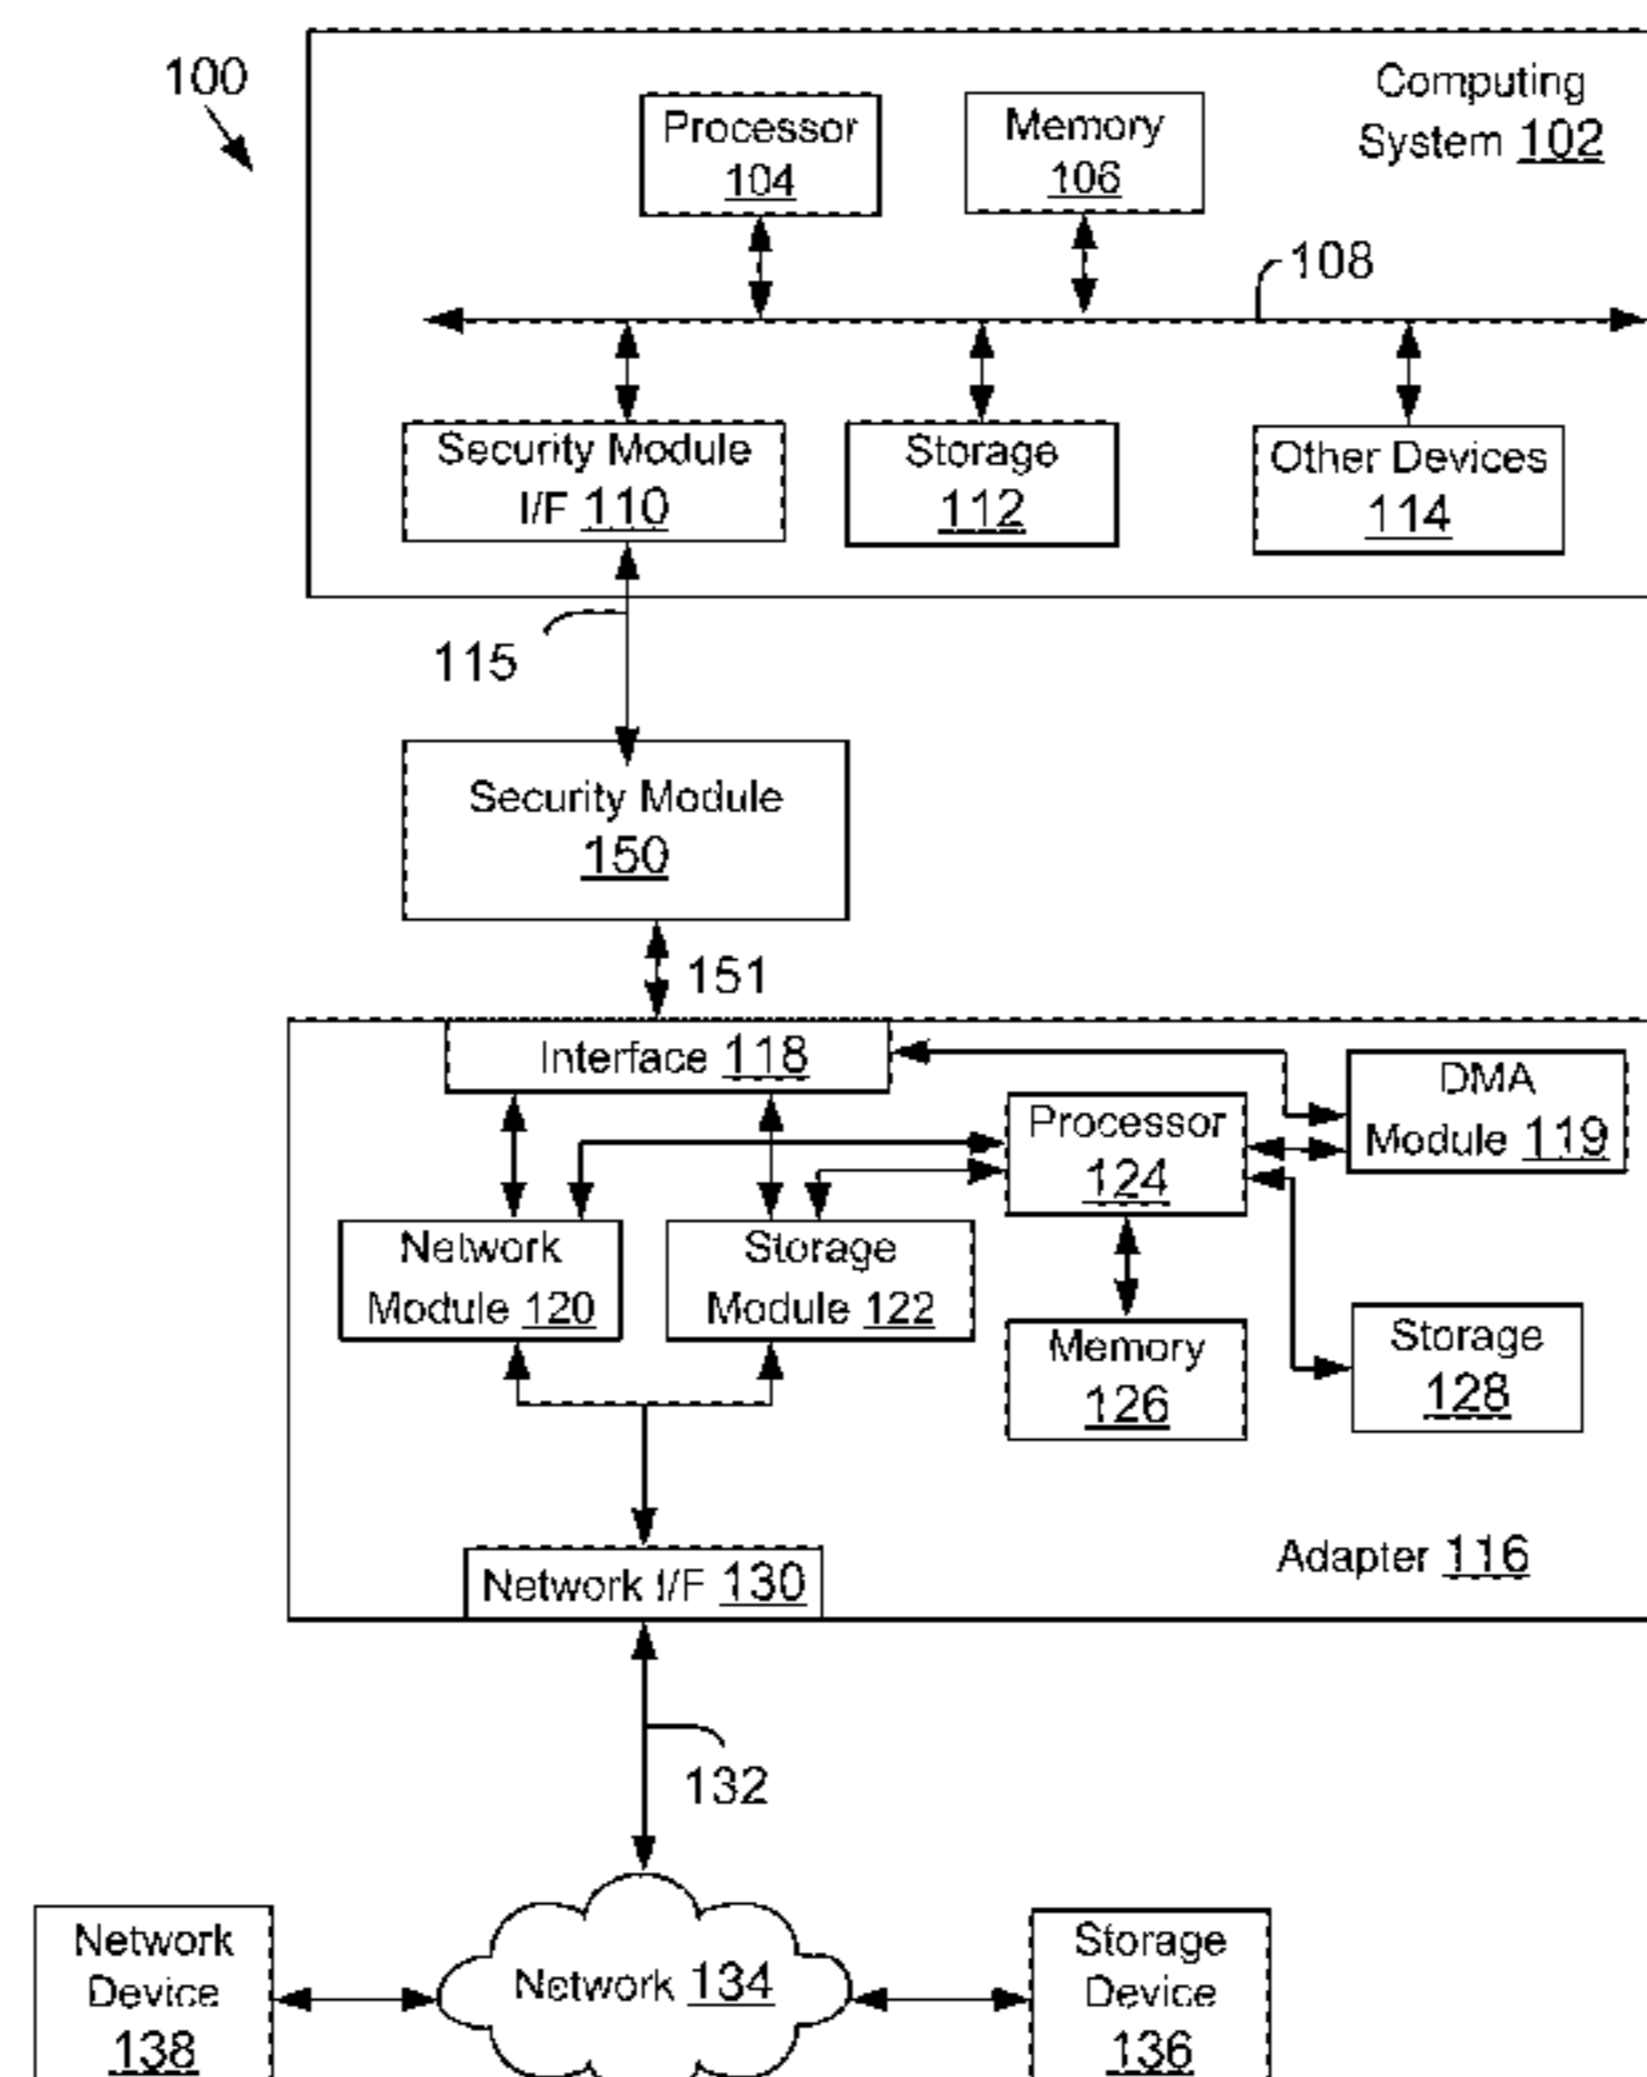 100
Computing
System 102
Processor
104
Memory
106
108
Security Module
I/F 110
Storage
112
Other Devices
114
115
Security Module
150
151
Interface 118
DMA
Module 119
Processor
124
Network
Module 120
Storage
Module 122
Memory
126
Storage
128
Adapter 116
Network I/F 130
132
Network
Device
138
Network 134
Storage
Device
136